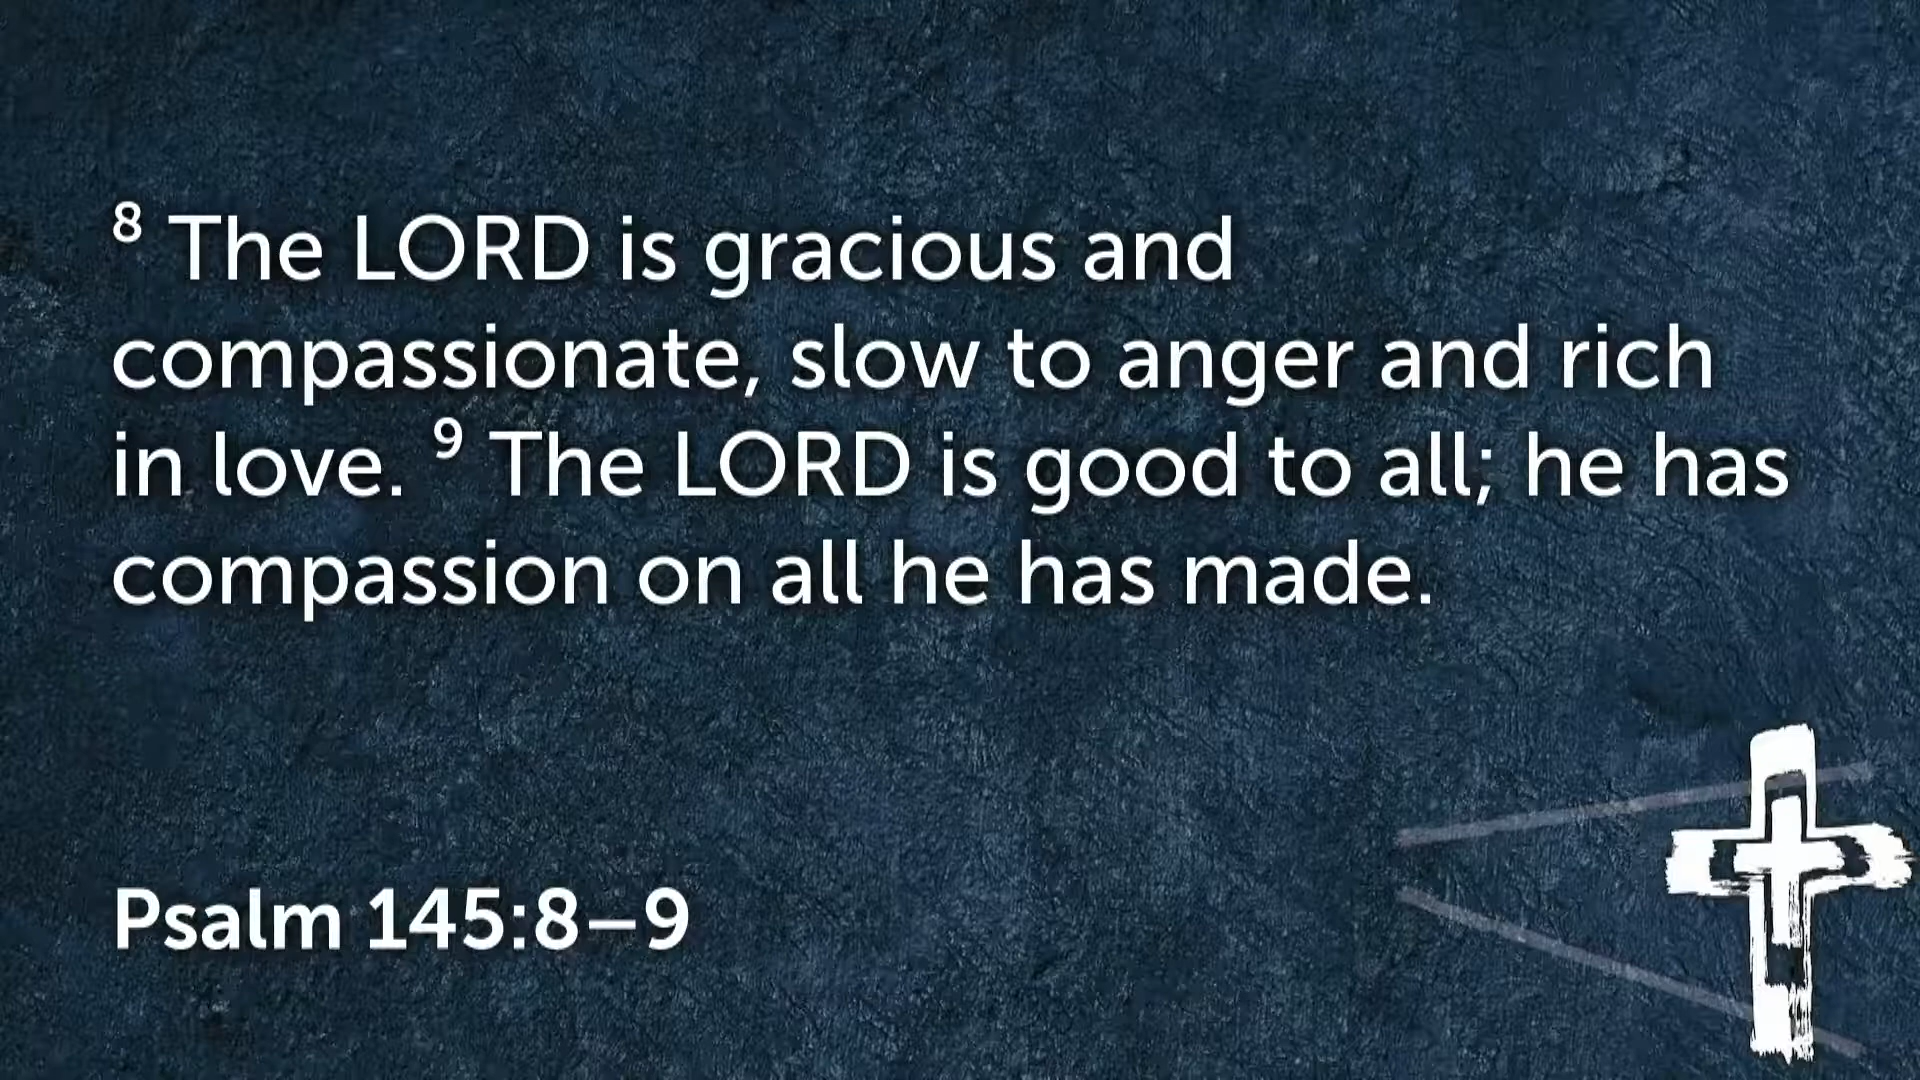 ⁸ The LORD is gracious and
compassionate, slow to anger and rich
in love. ⁹ The LORD is good to all; he has
compassion on all he has made.
Psalm 145:8–9